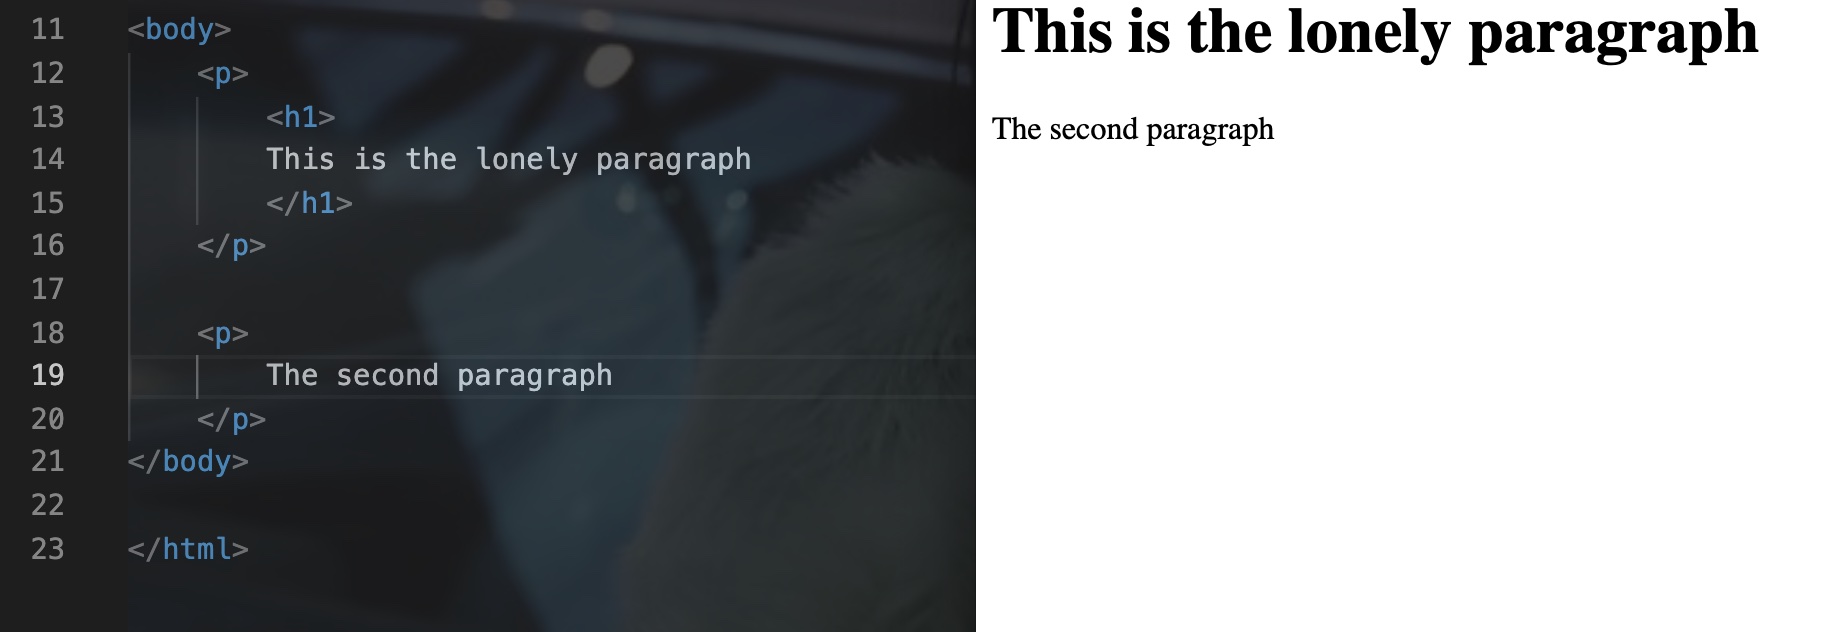 11 <body>
12 <p>
13 <h1>
14 This is the lonely paragraph
15 </h1>
16 </p>
17
18 <p>
19 The second paragraph
20 </p>
21 </body>
22
23 </html>
This is the lonely paragraph
The second paragraph